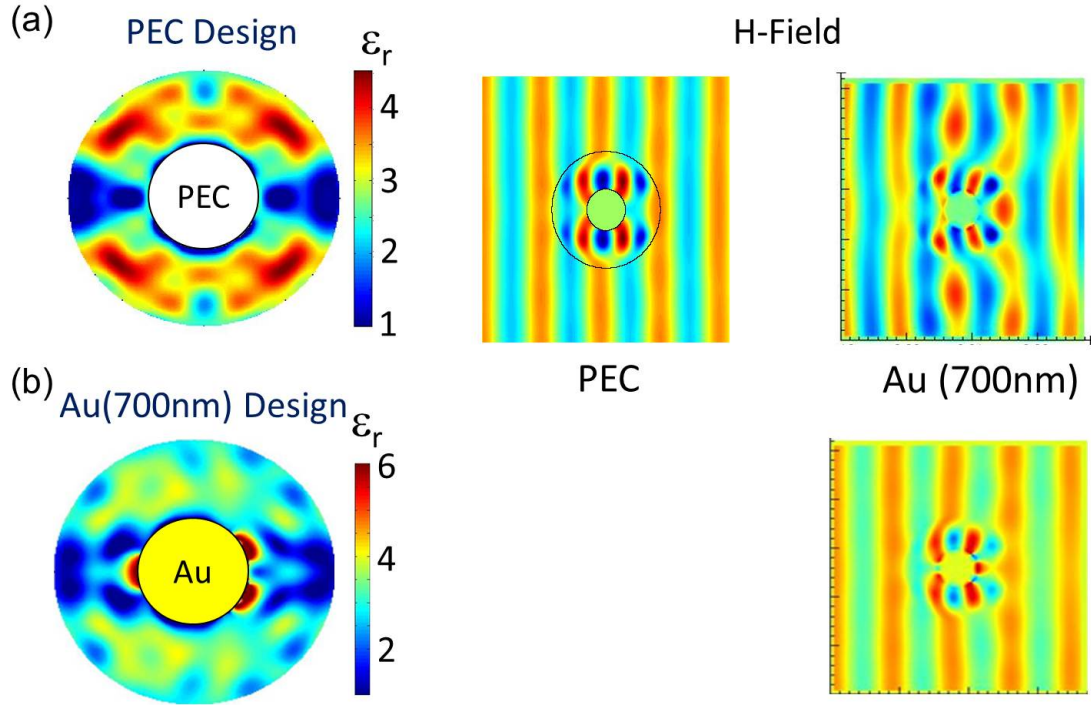 (a)
PEC Design
H-Field
εr
4
3
2
1
PEC
PEC
Au (700nm)
(b)
Au(700nm) Design
εr
6
4
2
Au